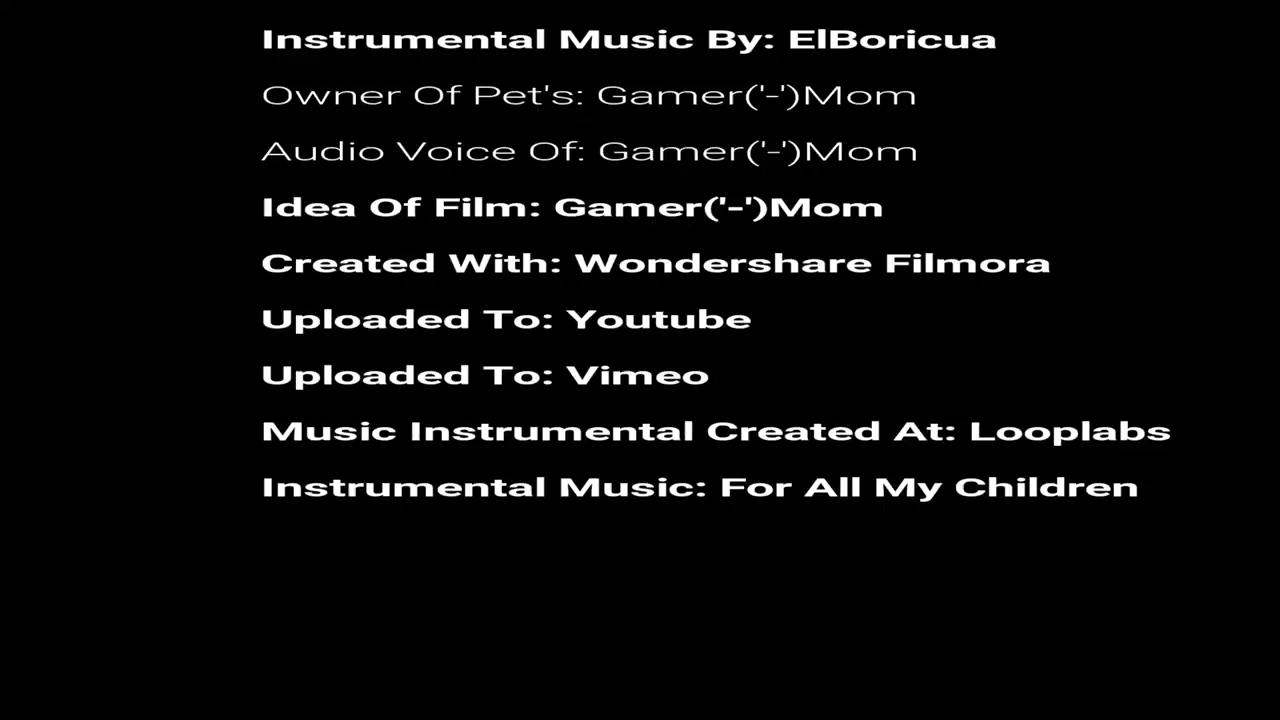 Instrumental Music By: ElBoricua
Owner Of Pet's: Gamer('-')Mom
Audio Voice Of: Gamer('-')Mom
Idea Of Film: Gamer('-')Mom
Created With: Wondershare Filmora
Uploaded To: Youtube
Uploaded To: Vimeo
Music Instrumental Created At: Looplabs
Instrumental Music: For All My Children